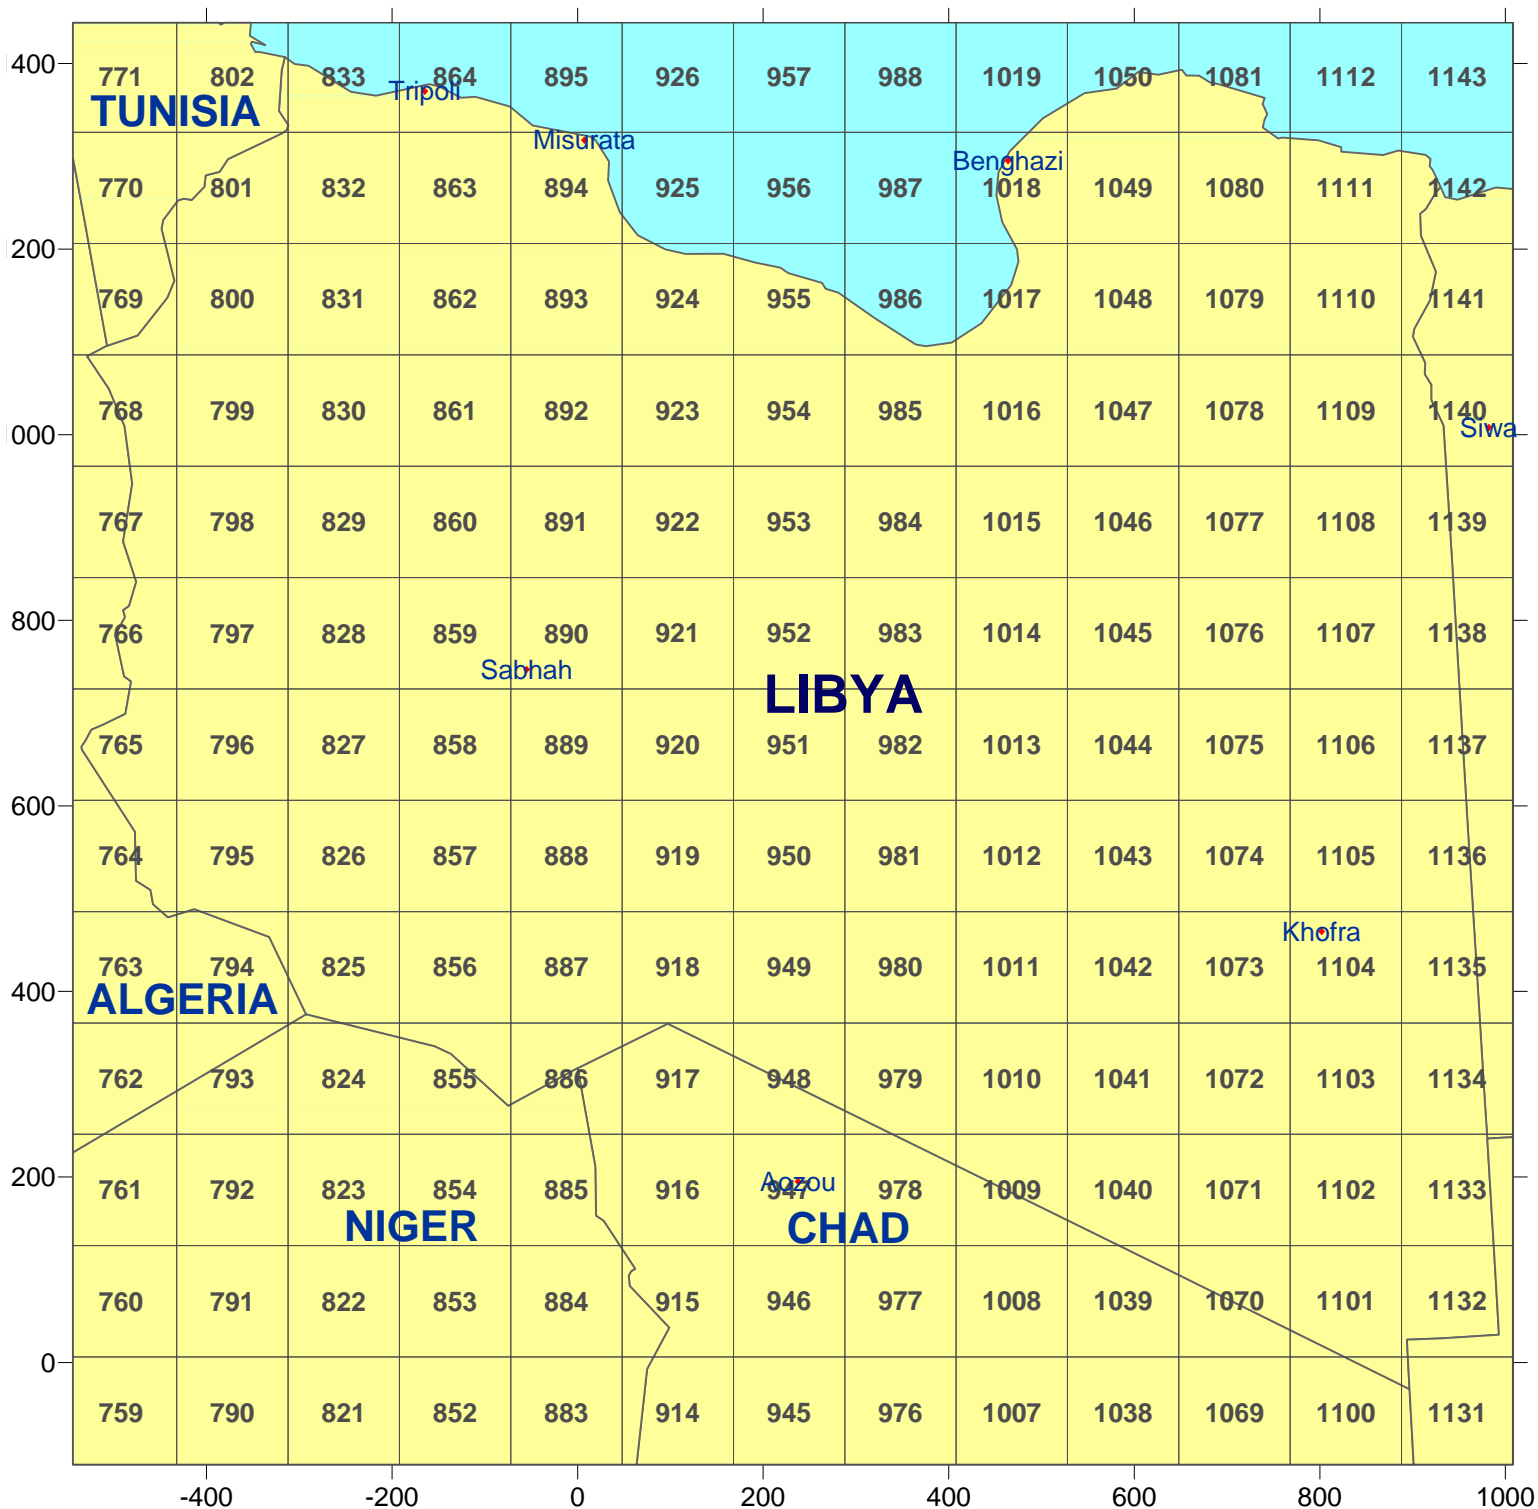 400 771 802 833 864 895 926 957 988 1019 1050 1081 1112 1143
Tripoli
TUNISIA
Misurata
Benghazi
770 801 832 863 894 925 956 987 1018 1049 1080 1111 1142
200
769 800 831 862 893 924 955 986 1017 1048 1079 1110 1141
768 799 830 861 892 923 954 985 1016 1047 1078 1109 1140
000 Siwa
767 798 829 860 891 922 953 984 1015 1046 1077 1108 1139
800
766 797 828 859 890 921 952 983 1014 1045 1076 1107 1138
Sabhah
LIBYA
765 796 827 858 889 920 951 982 1013 1044 1075 1106 1137
600
764 795 826 857 888 919 950 981 1012 1043 1074 1105 1136
Khofra
763 794 825 856 887 918 949 980 1011 1042 1073 1104 1135
400
ALGERIA
762 793 824 855 886 917 948 979 1010 1041 1072 1103 1134
200
Aozou
761 792 823 854 885 916 947 978 1009 1040 1071 1102 1133
NIGER CHAD
760 791 822 853 884 915 946 977 1008 1039 1070 1101 1132
0
759 790 821 852 883 914 945 976 1007 1038 1069 1100 1131
-400 -200 0 200 400 600 800 1000